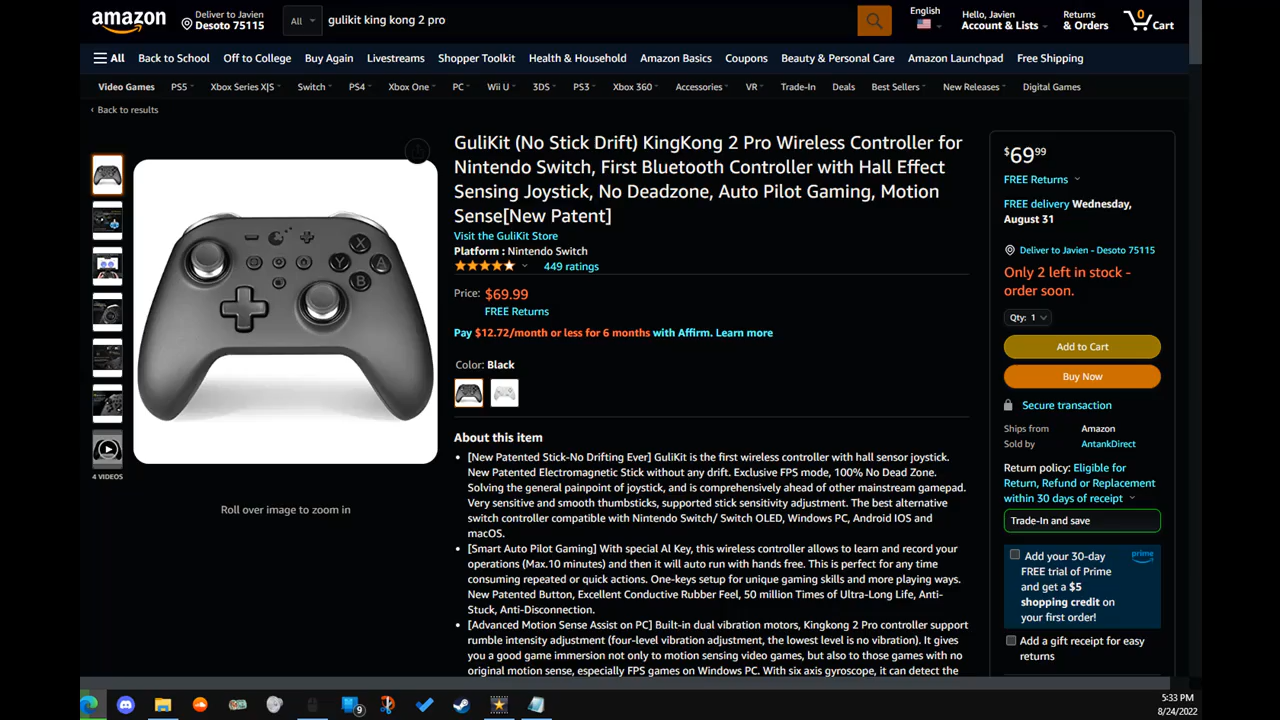 amazon
Deliver to Javien
Desoto 75115
All
gulikit king kong 2 pro
English
Hello, Javien
Account & Lists
Returns
& Orders
0
Cart
All
Back to School
Off to College
Buy Again
Livestreams
Shopper Toolkit
Health & Household
Amazon Basics
Coupons
Beauty & Personal Care
Amazon Launchpad
Free Shipping
Video Games
PS5
Xbox Series X|S
Switch
PS4
Xbox One
PC
Wii U
3DS
PS3
Xbox 360
Accessories
VR
Trade-In
Deals
Best Sellers
New Releases
Digital Games
‹ Back to results
4 VIDEOS
X
Y
A
B
Roll over image to zoom in
GuliKit (No Stick Drift) KingKong 2 Pro Wireless Controller for
Nintendo Switch, First Bluetooth Controller with Hall Effect
Sensing Joystick, No Deadzone, Auto Pilot Gaming, Motion
Sense[New Patent]
Visit the GuliKit Store
Platform : Nintendo Switch
449 ratings
Price: $69.99
FREE Returns
Pay $12.72/month or less for 6 months with Affirm. Learn more
Color: Black
About this item
• [New Patented Stick-No Drifting Ever] GuliKit is the first wireless controller with hall sensor joystick.
New Patented Electromagnetic Stick without any drift. Exclusive FPS mode, 100% No Dead Zone.
Solving the general painpoint of joystick, and is comprehensively ahead of other mainstream gamepad.
Very sensitive and smooth thumbsticks, supported stick sensitivity adjustment. The best alternative
switch controller compatible with Nintendo Switch/ Switch OLED, Windows PC, Android IOS and
macOS.
• [Smart Auto Pilot Gaming] With special Al Key, this wireless controller allows to learn and record your
operations (Max.10 minutes) and then it will auto run with hands free. This is perfect for any time
consuming repeated or quick actions. One-keys setup for unique gaming skills and more playing ways.
New Patented Button, Excellent Conductive Rubber Feel, 50 million Times of Ultra-Long Life, Anti-
Stuck, Anti-Disconnection.
• [Advanced Motion Sense Assist on PC] Built-in dual vibration motors, Kingkong 2 Pro controller support
rumble intensity adjustment (four-level vibration adjustment, the lowest level is no vibration). It gives
you a good game immersion not only to motion sensing video games, but also to those games with no
original motion sense, especially FPS games on Windows PC. With six axis gyroscope, it can detect the
$69 99
FREE Returns
FREE delivery Wednesday,
August 31
Deliver to Javien - Desoto 75115
Only 2 left in stock -
order soon.
Qty: 1
Add to Cart
Buy Now
Secure transaction
Ships from Amazon
Sold by AntankDirect
Return policy: Eligible for
Return, Refund or Replacement
within 30 days of receipt
Trade-In and save
Add your 30-day
FREE trial of Prime
and get a $5
shopping credit on
your first order!
prime
Add a gift receipt for easy
returns
9
5:33 PM
8/24/2022